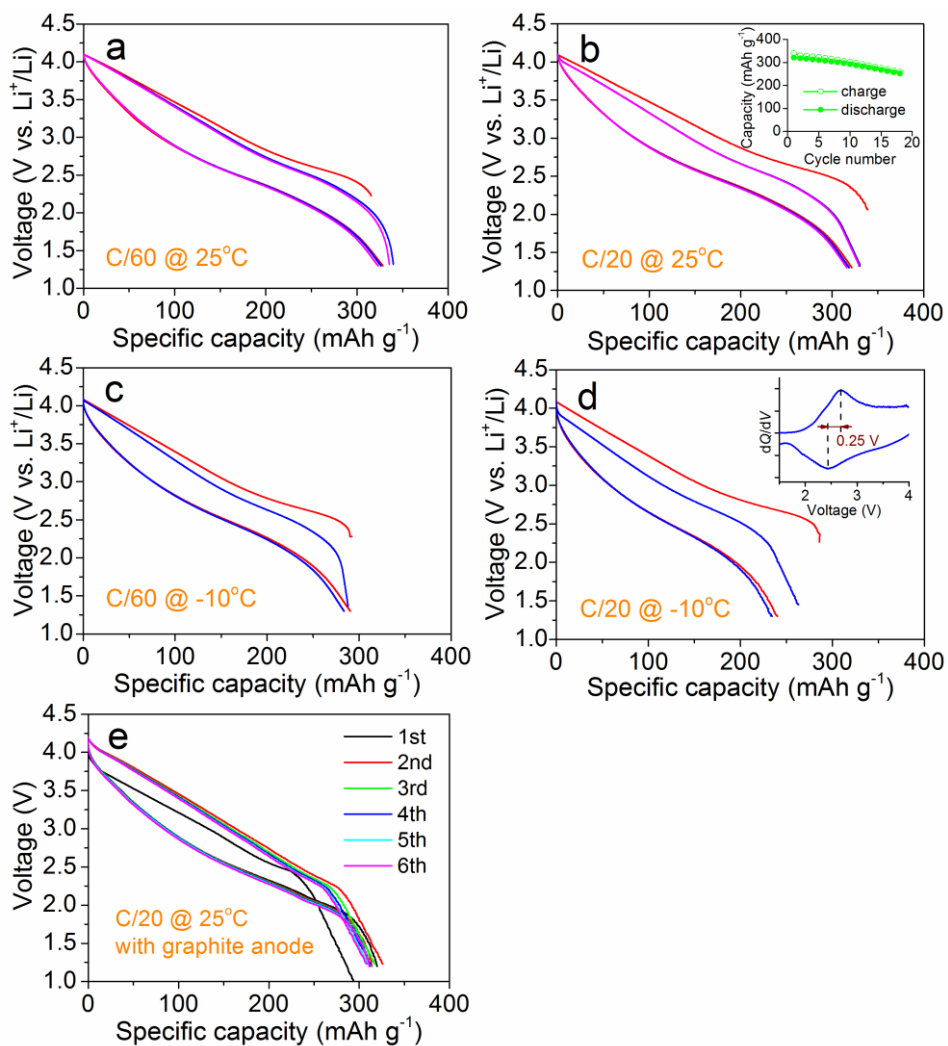 a
4.5
4.0
3.5
3.0
2.5
2.0
1.5
1.0
Voltage (V vs. Li⁺/Li)
C/60 @ 25°C
0 100 200 300 400
Specific capacity (mAh g⁻¹)
b
4.5
4.0
3.5
3.0
2.5
2.0
1.5
1.0
Voltage (V vs. Li⁺/Li)
400
300
200
100
0
Capacity (mAh g⁻¹)
charge
discharge
0 5 10 15 20
Cycle number
C/20 @ 25°C
0 100 200 300 400
Specific capacity (mAh g⁻¹)
c
4.5
4.0
3.5
3.0
2.5
2.0
1.5
1.0
Voltage (V vs. Li⁺/Li)
C/60 @ -10°C
0 100 200 300 400
Specific capacity (mAh g⁻¹)
d
4.5
4.0
3.5
3.0
2.5
2.0
1.5
1.0
Voltage (V vs. Li⁺/Li)
dQ/dV
0.25 V
2 3 4
Voltage (V)
C/20 @ -10°C
0 100 200 300 400
Specific capacity (mAh g⁻¹)
e
4.5
4.0
3.5
3.0
2.5
2.0
1.5
1.0
Voltage (V)
1st
2nd
3rd
4th
5th
6th
C/20 @ 25°C
with graphite anode
0 100 200 300 400
Specific capacity (mAh g⁻¹)